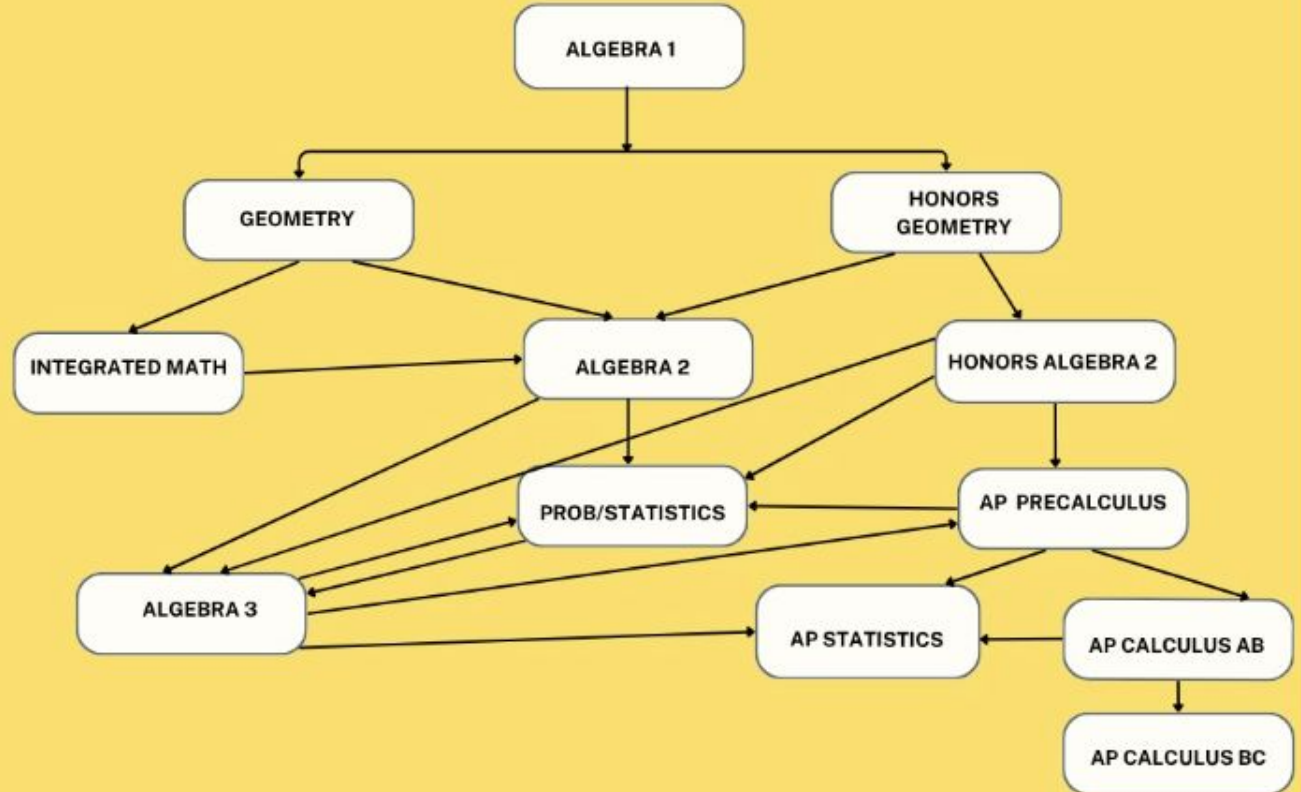 ALGEBRA 1
GEOMETRY
HONORS
GEOMETRY
INTEGRATED MATH
ALGEBRA 2
HONORS ALGEBRA 2
PROB/STATISTICS
AP PRECALCULUS
ALGEBRA 3
AP STATISTICS
AP CALCULUS AB
AP CALCULUS BC